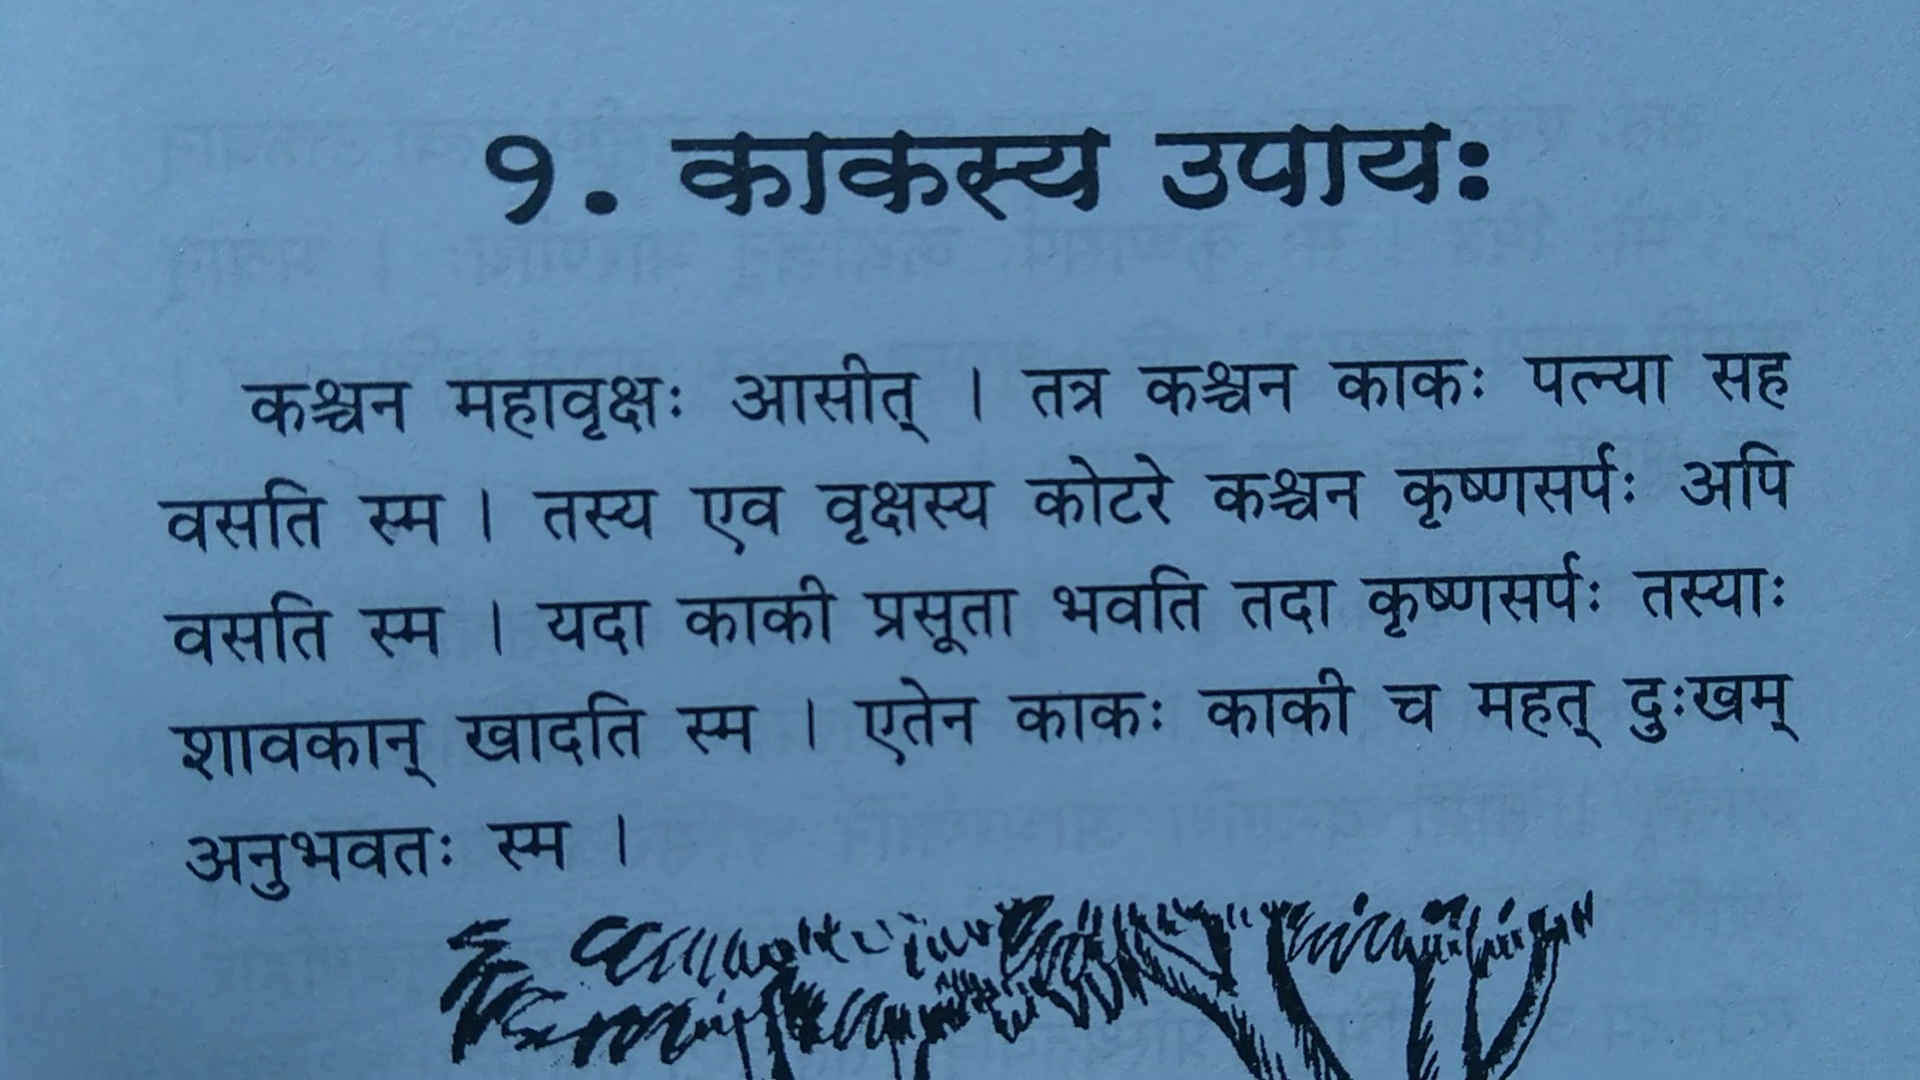 १. काकस्य उपायः
कश्चन महावृक्षः आसीत् । तत्र कश्चन काकः पत्न्या सह
वसति स्म । तस्य एव वृक्षस्य कोटरे कश्चन कृष्णसर्पः अपि
वसति स्म । यदा काकी प्रसूता भवति तदा कृष्णसर्पः तस्याः
शावकान् खादति स्म । एतेन काकः काकी च महत् दुःखम्
अनुभवतः स्म ।